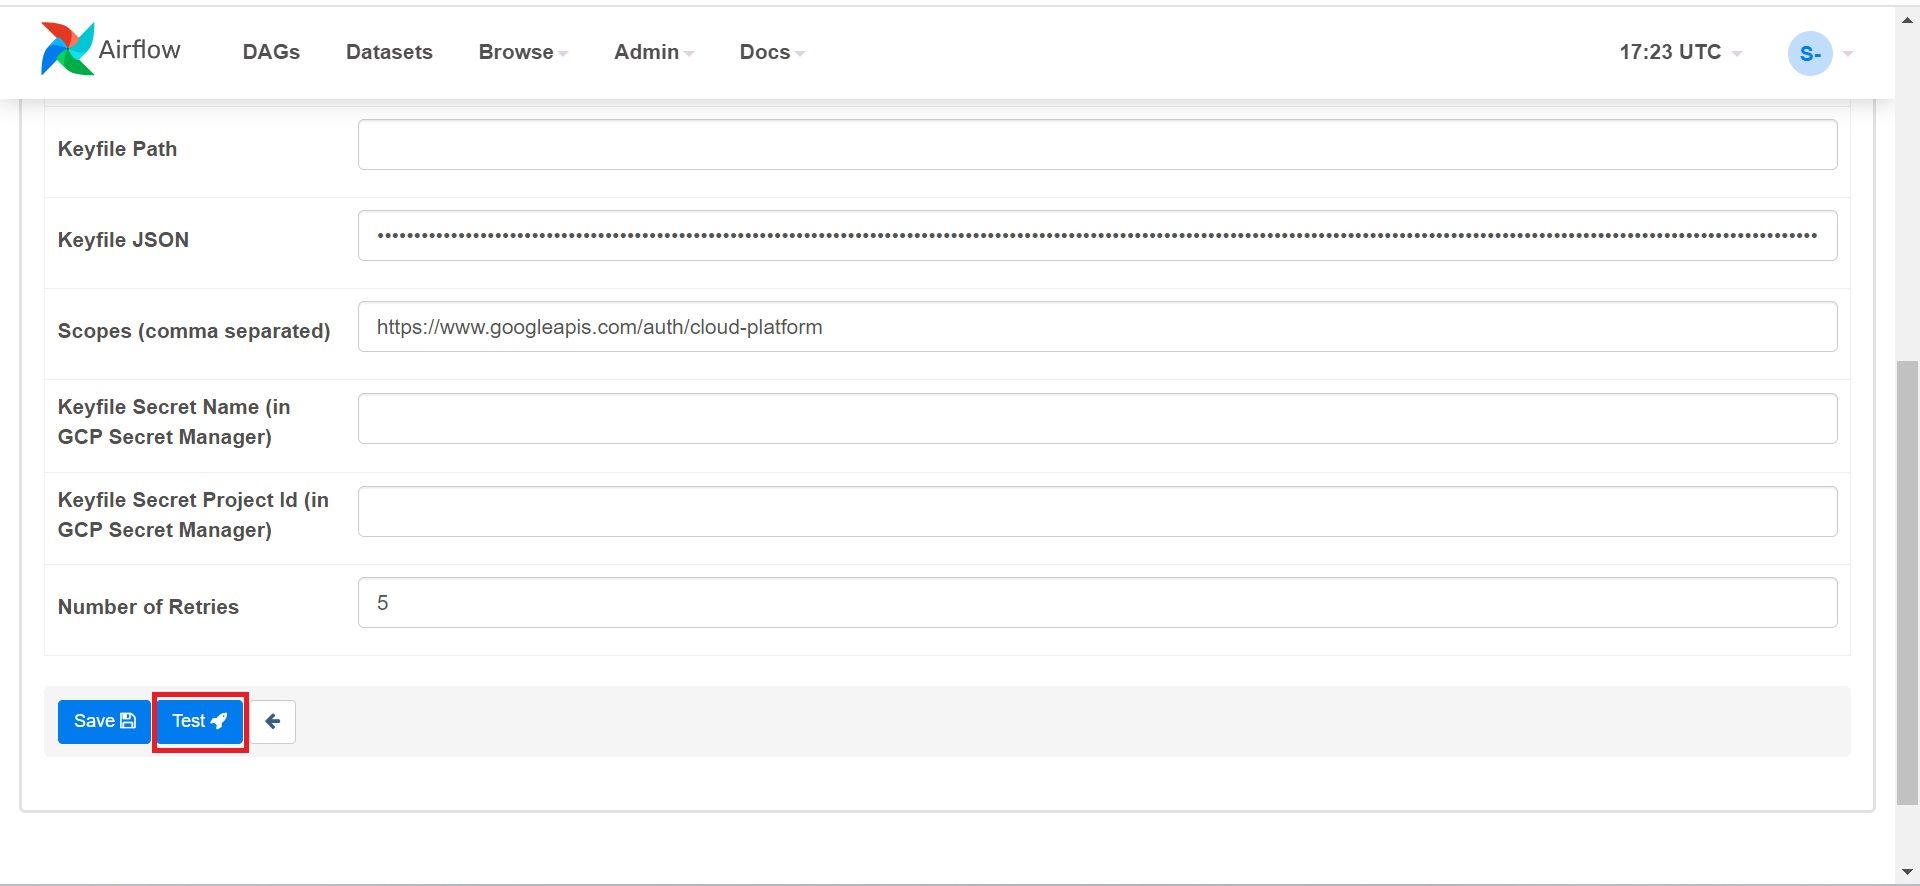 Airflow DAGs Datasets Browse Admin Docs 17:23 UTC S-
Keyfile Path
Keyfile JSON ••••••••••••••••••••••••••••••••••••••••••••••••••••••••••••••••••••••••••••••••••••••••••••••••••••••••••••••••••••••••••••••••••••••••••••••••••••••••••••••••••••••••••••••••••••••••••••••••••••
Scopes (comma separated) https://www.googleapis.com/auth/cloud-platform
Keyfile Secret Name (in
GCP Secret Manager)
Keyfile Secret Project Id (in
GCP Secret Manager)
Number of Retries 5
Save Test